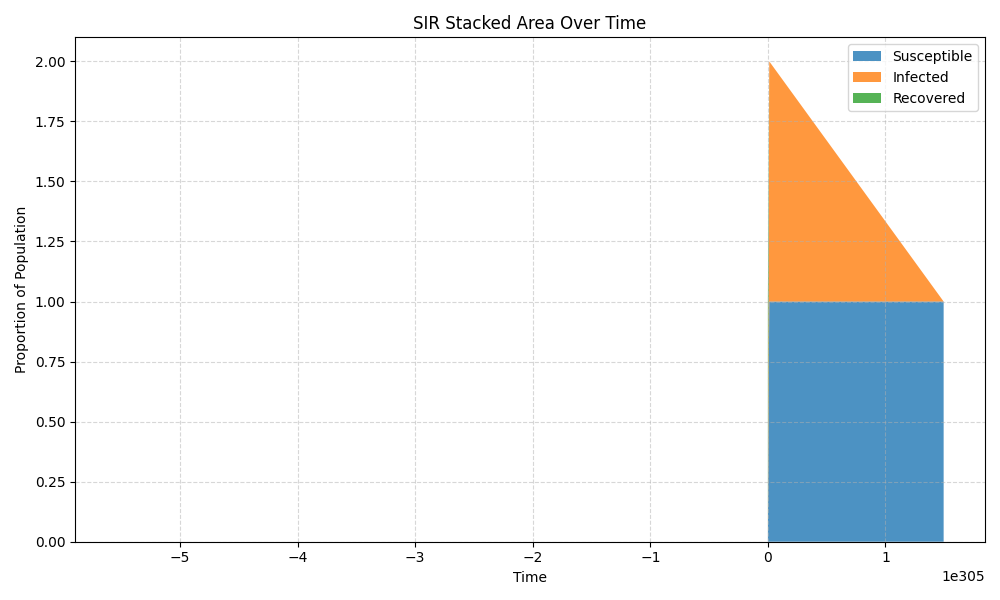 SIR Stacked Area Over Time
Proportion of Population
2.00
1.75
1.50
1.25
1.00
0.75
0.50
0.25
0.00
Susceptible
Infected
Recovered
−5 −4 −3 −2 −1 0 1
1e305
Time